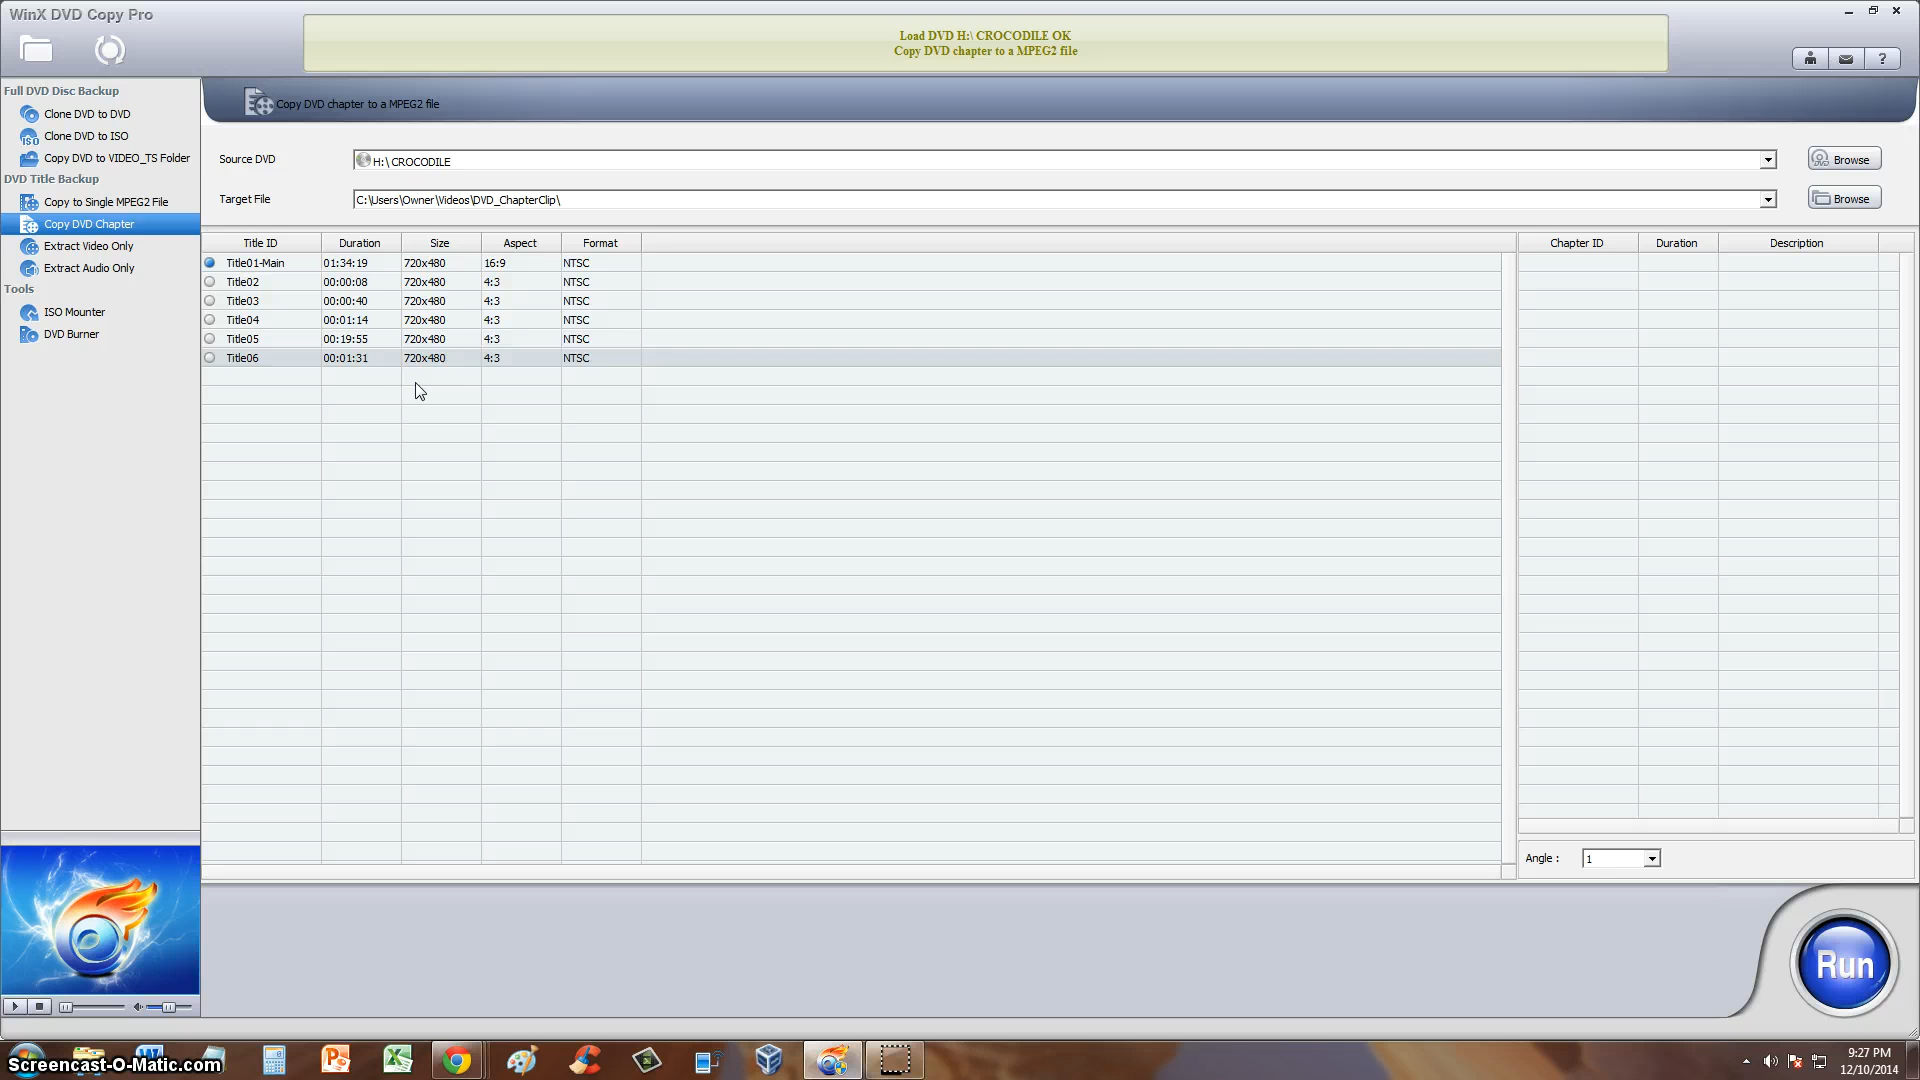 WinX DVD Copy Pro
Load DVD H:\ CROCODILE OK
Copy DVD chapter to a MPEG2 file
?
Full DVD Disc Backup
Clone DVD to DVD
Clone DVD to ISO
Copy DVD to VIDEO_TS Folder
DVD Title Backup
Copy to Single MPEG2 File
Copy DVD Chapter
Extract Video Only
Extract Audio Only
Tools
ISO Mounter
DVD Burner
Copy DVD chapter to a MPEG2 file
Source DVD H:\ CROCODILE Browse
Target File C:\Users\Owner\Videos\DVD_ChapterClip\ Browse
Title ID Duration Size Aspect Format
Title01-Main 01:34:19 720x480 16:9 NTSC
Title02 00:00:08 720x480 4:3 NTSC
Title03 00:00:40 720x480 4:3 NTSC
Title04 00:01:14 720x480 4:3 NTSC
Title05 00:19:55 720x480 4:3 NTSC
Title06 00:01:31 720x480 4:3 NTSC
Chapter ID Duration Description
Angle : 1
Run
Screencast-O-Matic.com
9:27 PM
12/10/2014